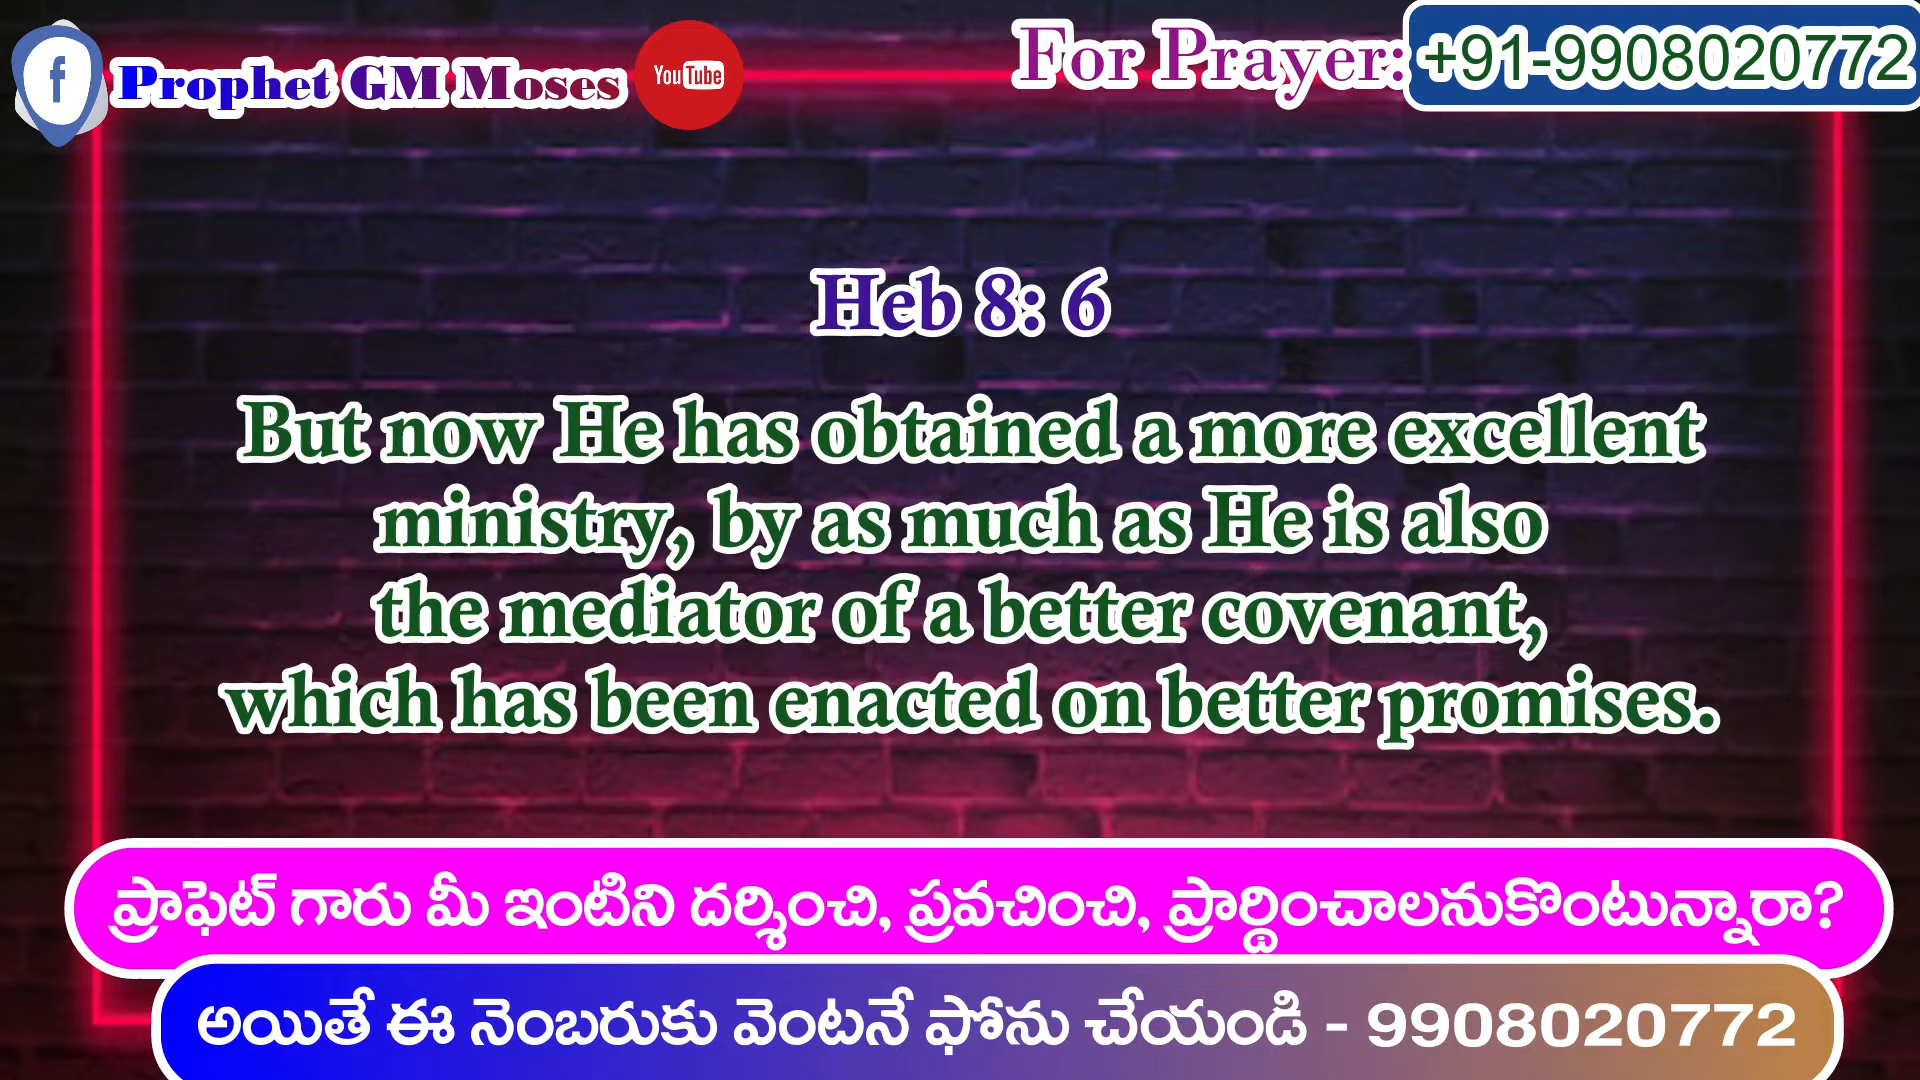 Prophet GM Moses
YouTube
For Prayer: +91-9908020772
Heb 8: 6
But now He has obtained a more excellent
ministry, by as much as He is also
the mediator of a better covenant,
which has been enacted on better promises.
ప్రాఫెట్ గారు మీ ఇంటిని దర్శించి, ప్రవచించి, ప్రార్థించాలనుకొంటున్నారా?
అయితే ఈ నెంబరుకు వెంటనే ఫోను చేయండి - 9908020772